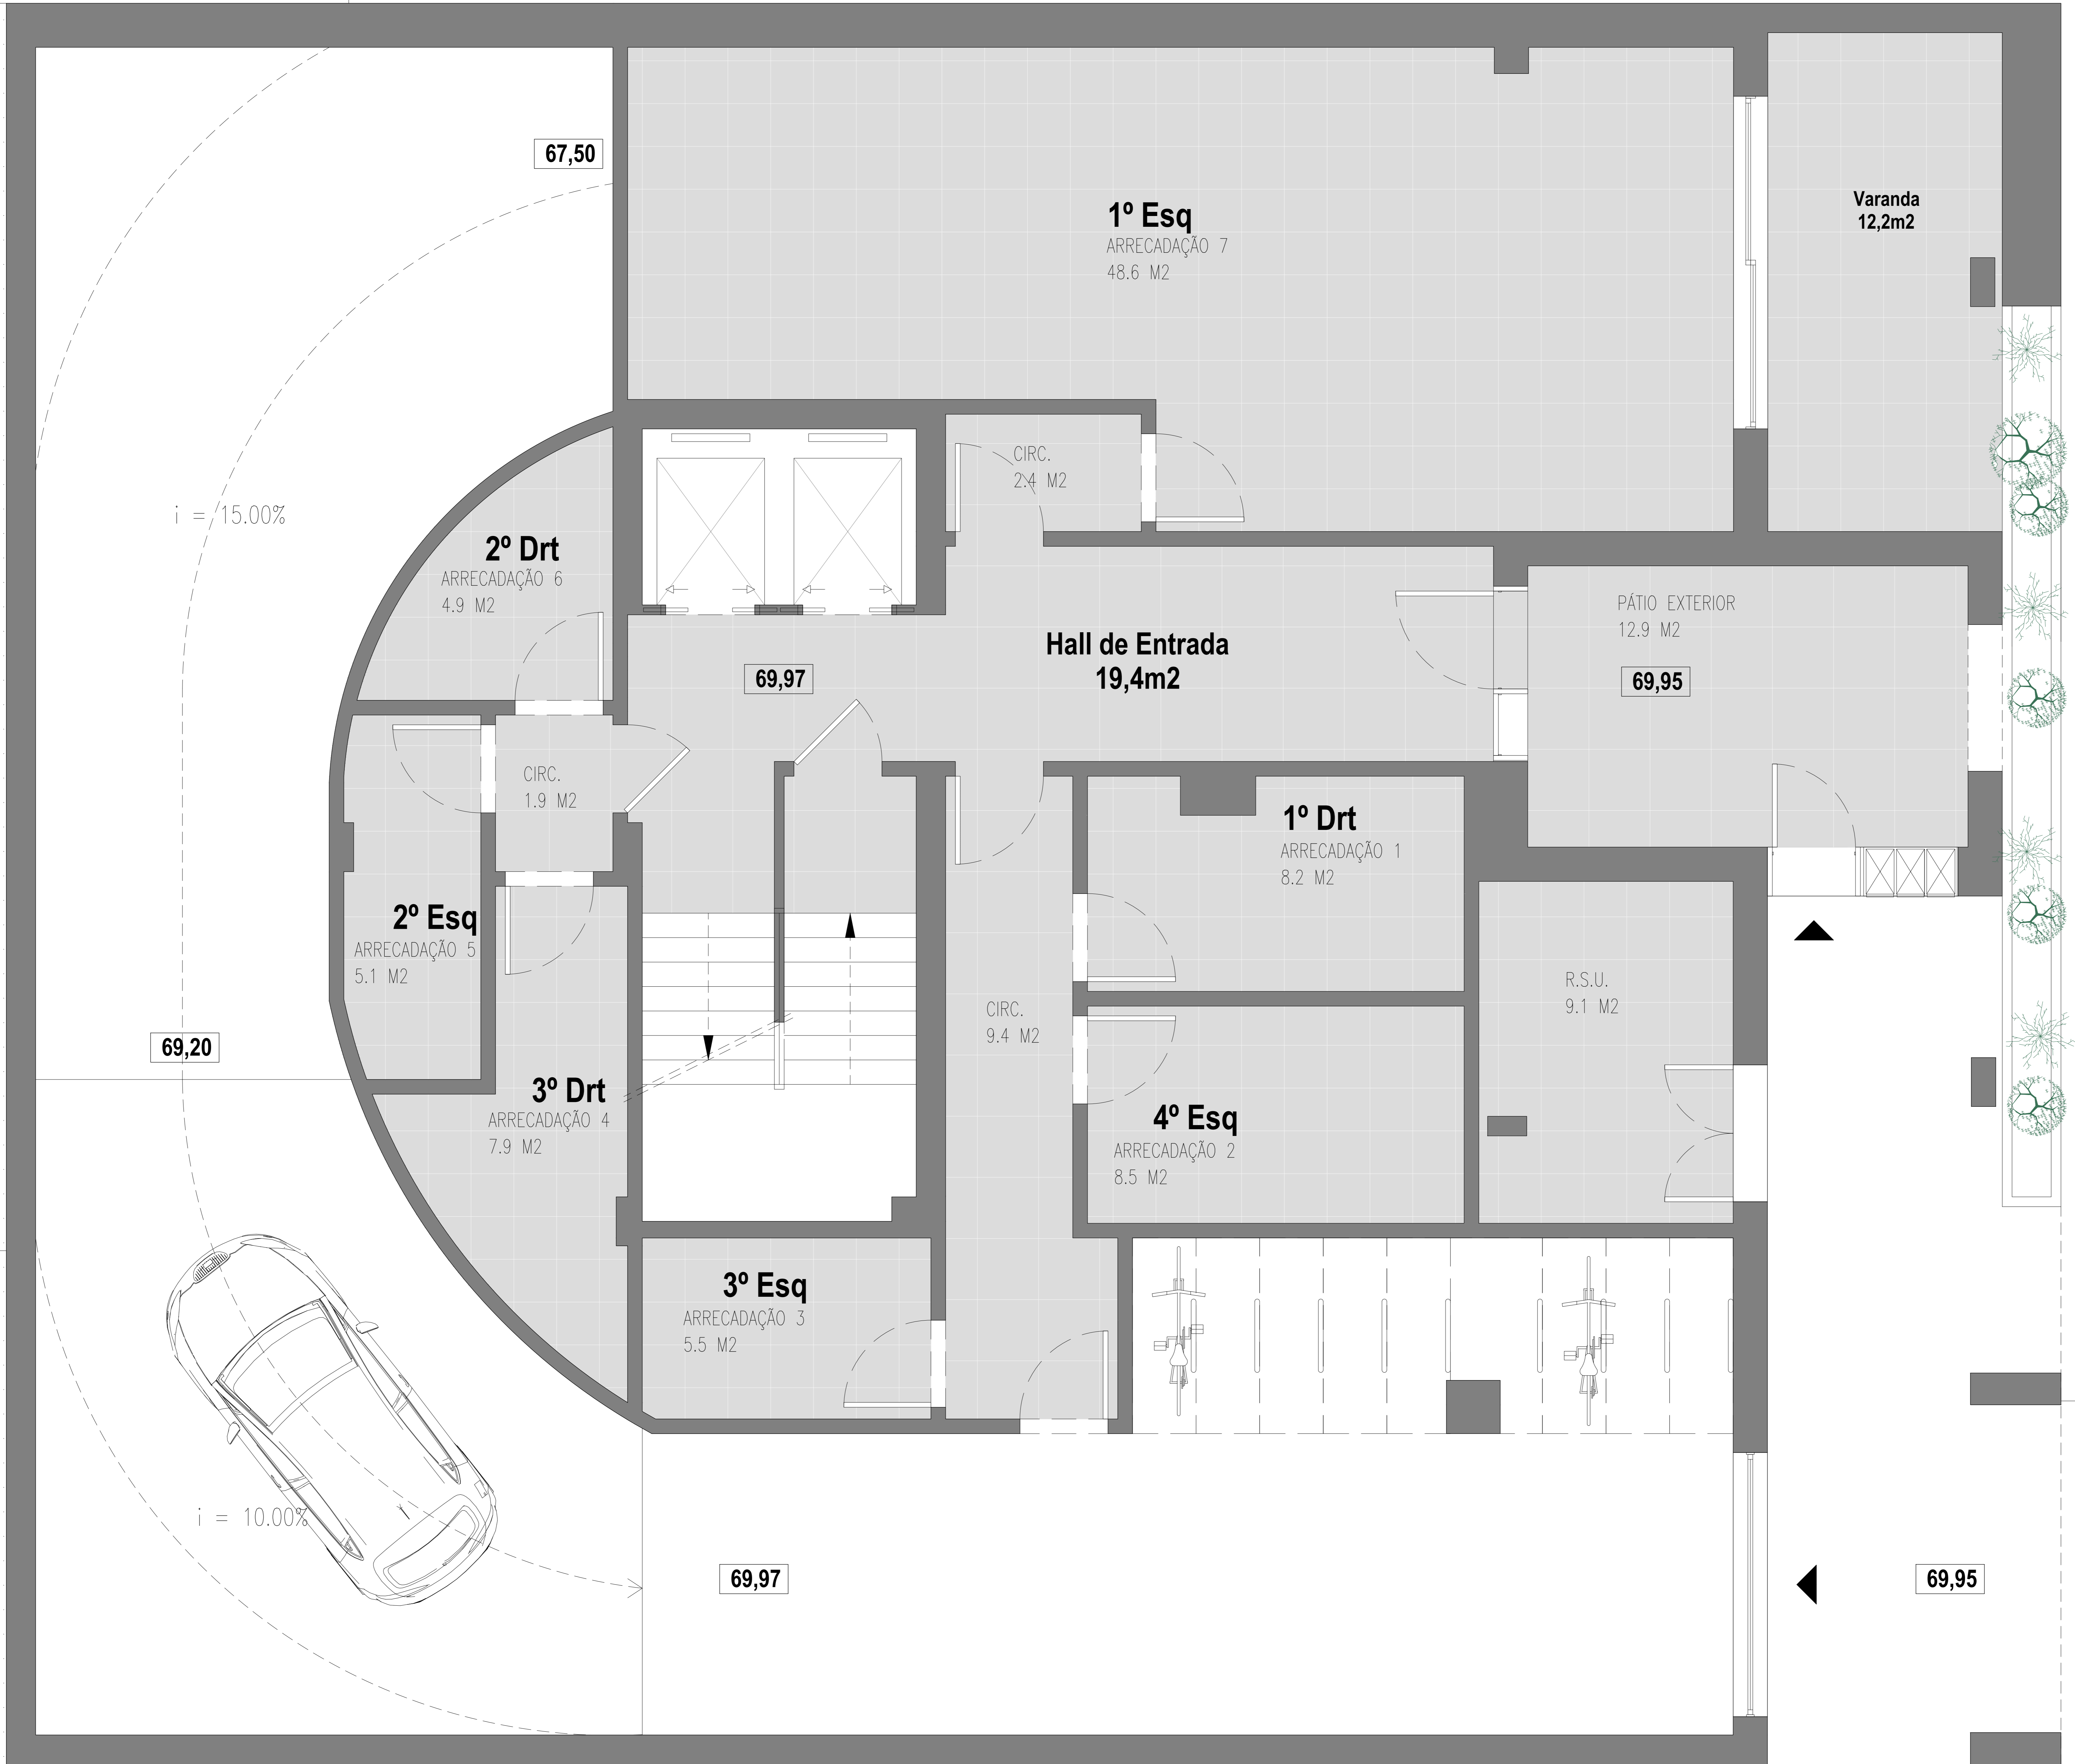 67,50
1º Esq
ARRECADAÇÃO 7
48.6 M2
Varanda
12,2m2
CIRC.
2.4 M2
i = 15.00%
2º Drt
ARRECADAÇÃO 6
4.9 M2
PÁTIO EXTERIOR
12.9 M2
69,95
Hall de Entrada
19,4m2
69,97
CIRC.
1.9 M2
1º Drt
ARRECADAÇÃO 1
8.2 M2
2º Esq
ARRECADAÇÃO 5
5.1 M2
R.S.U.
9.1 M2
CIRC.
9.4 M2
69,20
3º Drt
ARRECADAÇÃO 4
7.9 M2
4º Esq
ARRECADAÇÃO 2
8.5 M2
3º Esq
ARRECADAÇÃO 3
5.5 M2
i = 10.00%
69,97
69,95